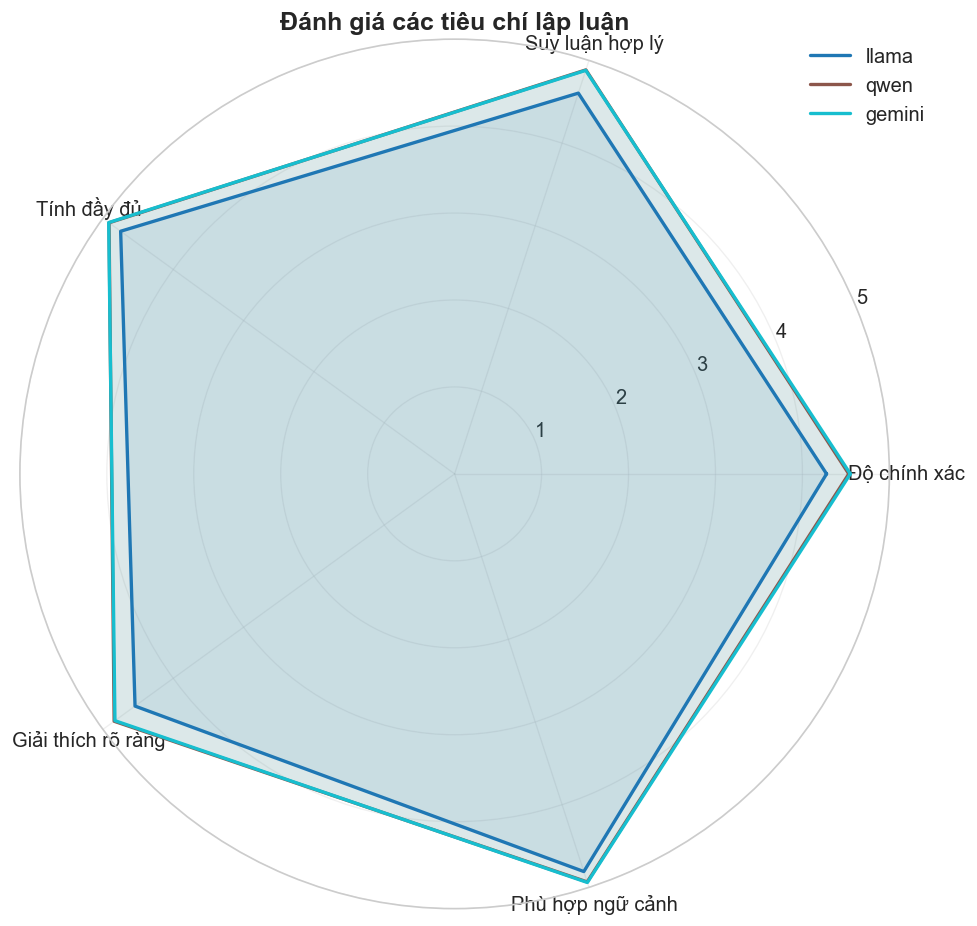 Đánh giá các tiêu chí lập luận
Suy luận hợp lý
llama
qwen
gemini
Tính đầy đủ
5
4
3
2
1
Độ chính xác
Giải thích rõ ràng
Phù hợp ngữ cảnh